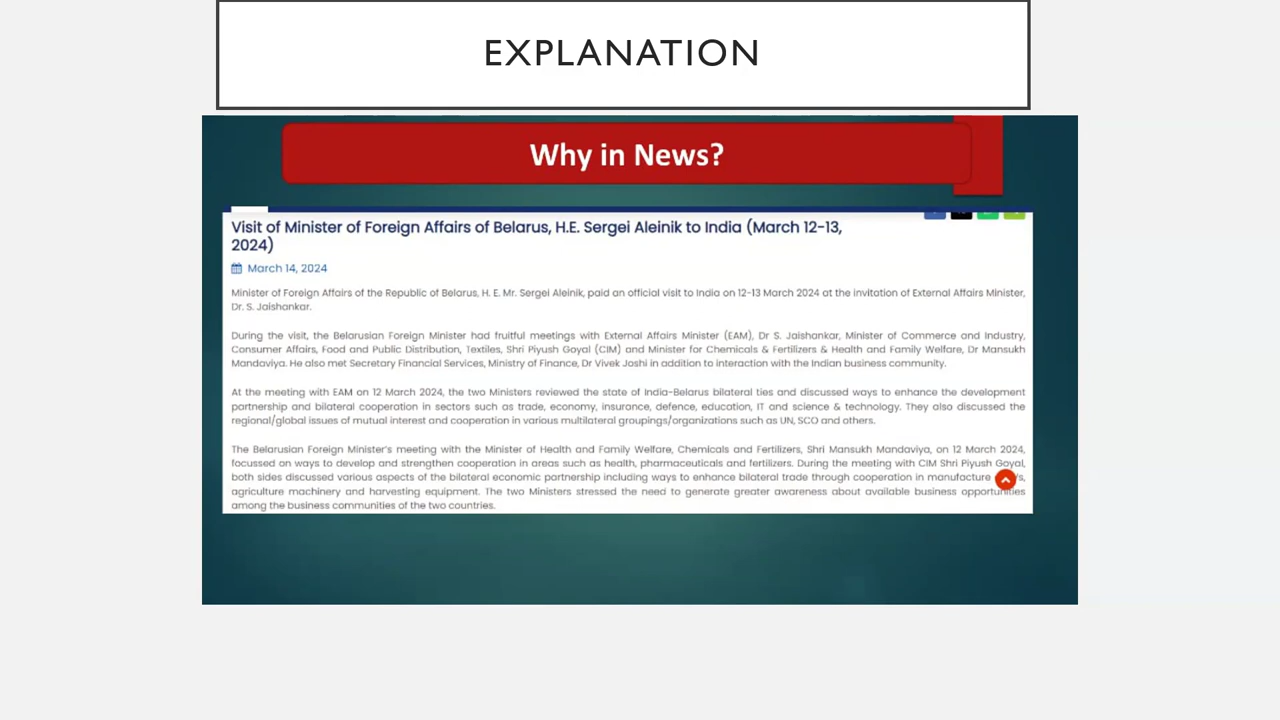 EXPLANATION
Why in News?
Visit of Minister of Foreign Affairs of Belarus, H.E. Sergei Aleinik to India (March 12-13,
2024)
March 14, 2024
Minister of Foreign Affairs of the Republic of Belarus, H. E. Mr. Sergei Aleinik, paid an official visit to India on 12-13 March 2024 at the invitation of External Affairs Minister,
Dr. S. Jaishankar.
During the visit, the Belarusian Foreign Minister had fruitful meetings with External Affairs Minister (EAM), Dr S. Jaishankar, Minister of Commerce and Industry,
Consumer Affairs, Food and Public Distribution, Textiles, Shri Piyush Goyal (CIM) and Minister for Chemicals & Fertilizers & Health and Family Welfare, Dr Mansukh
Mandaviya. He also met Secretary Financial Services, Ministry of Finance, Dr Vivek Joshi in addition to interaction with the Indian business community.
At the meeting with EAM on 12 March 2024, the two Ministers reviewed the state of India-Belarus bilateral ties and discussed ways to enhance the development
partnership and bilateral cooperation in sectors such as trade, economy, insurance, defence, education, IT and science & technology. They also discussed the
regional/global issues of mutual interest and cooperation in various multilateral groupings/organizations such as UN, SCO and others.
The Belarusian Foreign Minister's meeting with the Minister of Health and Family Welfare, Chemicals and Fertilizers, Shri Mansukh Mandaviya, on 12 March 2024,
focussed on ways to develop and strengthen cooperation in areas such as health, pharmaceuticals and fertilizers. During the meeting with CIM Shri Piyush Goyal,
both sides discussed various aspects of the bilateral economic partnership including ways to enhance bilateral trade through cooperation in manufacture
agriculture machinery and harvesting equipment. The two Ministers stressed the need to generate greater awareness about available business opportunities
among the business communities of the two countries.